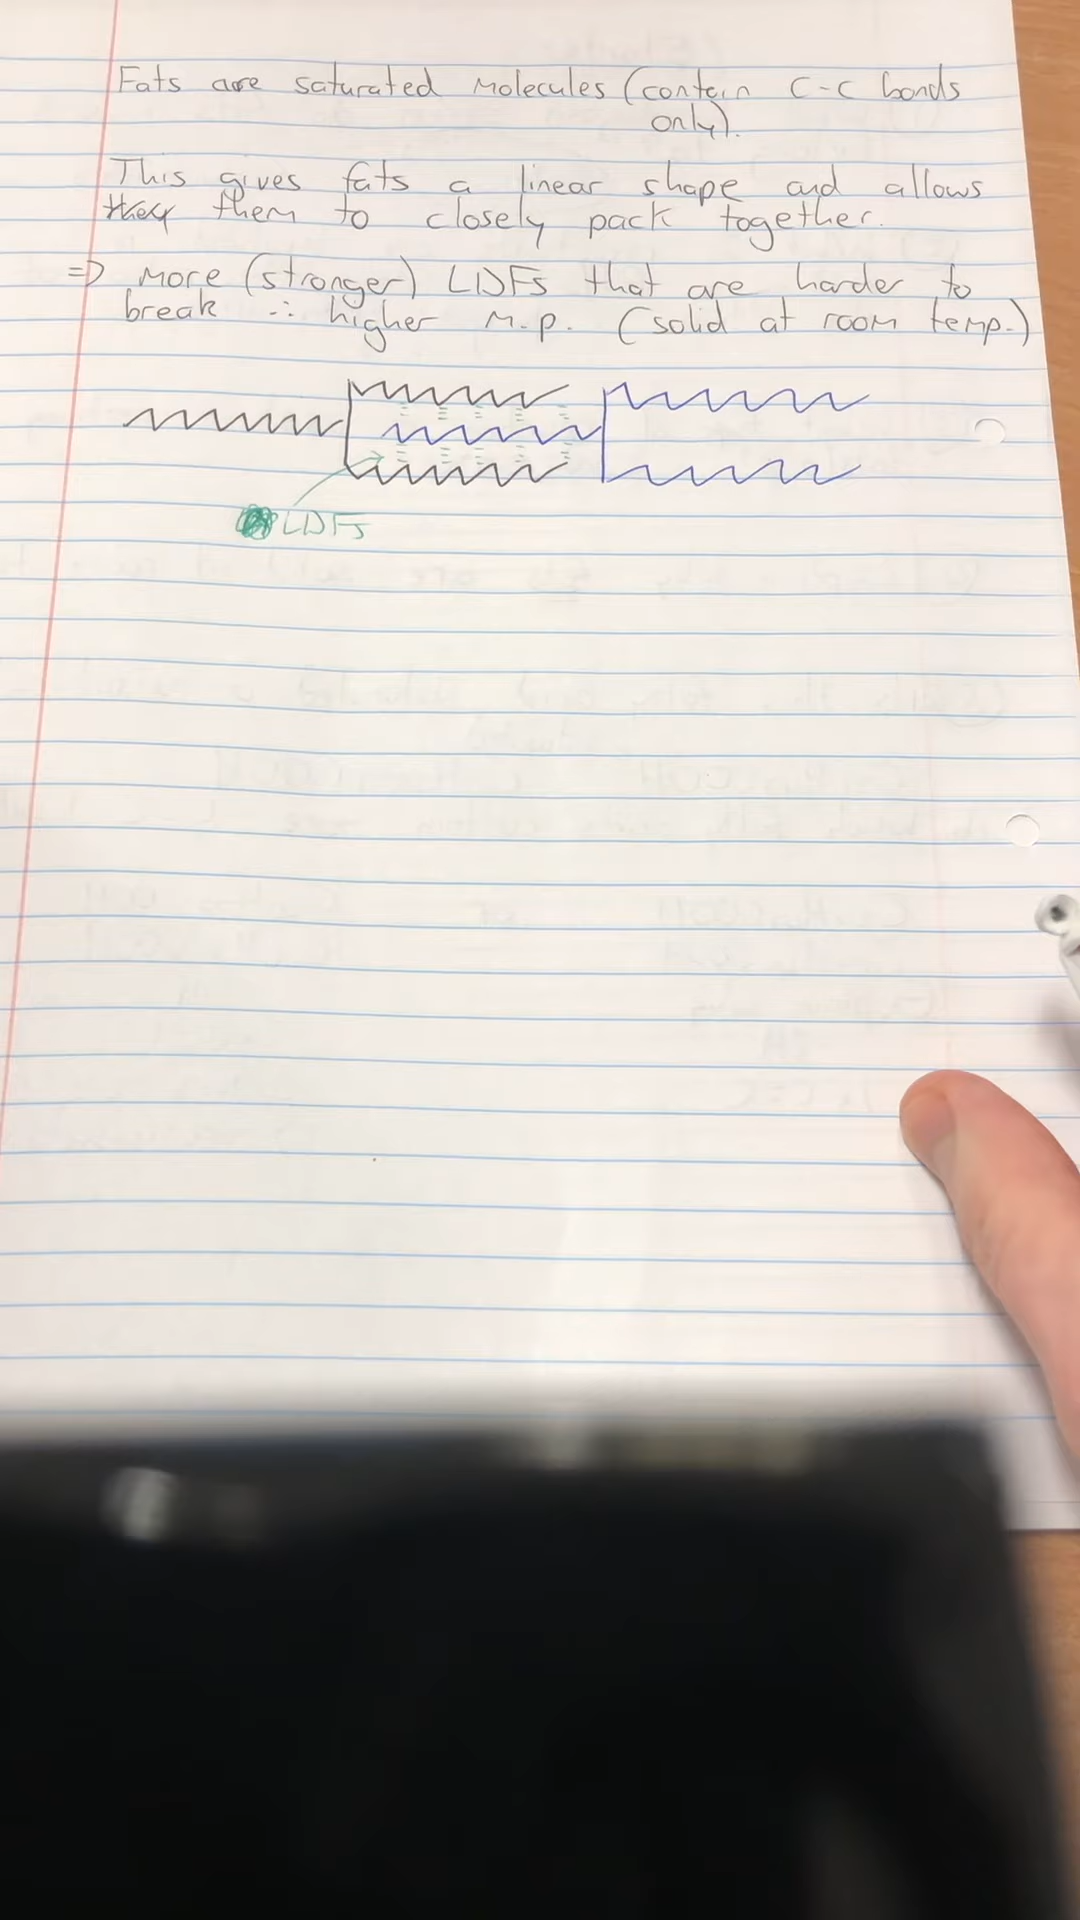 Fats are saturated molecules (contain C-C bonds
only).
This gives fats a linear shape and allows
they them to closely pack together.
=> more (stronger) LDFs that are harder to
break ∴ higher m.p. (solid at room temp.)
LDFs